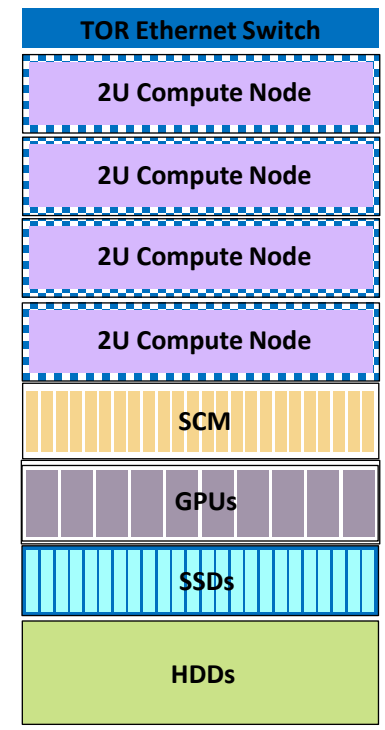 TOR Ethernet Switch
2U Compute Node
2U Compute Node
2U Compute Node
2U Compute Node
SCM
GPUs
SSDs
HDDs